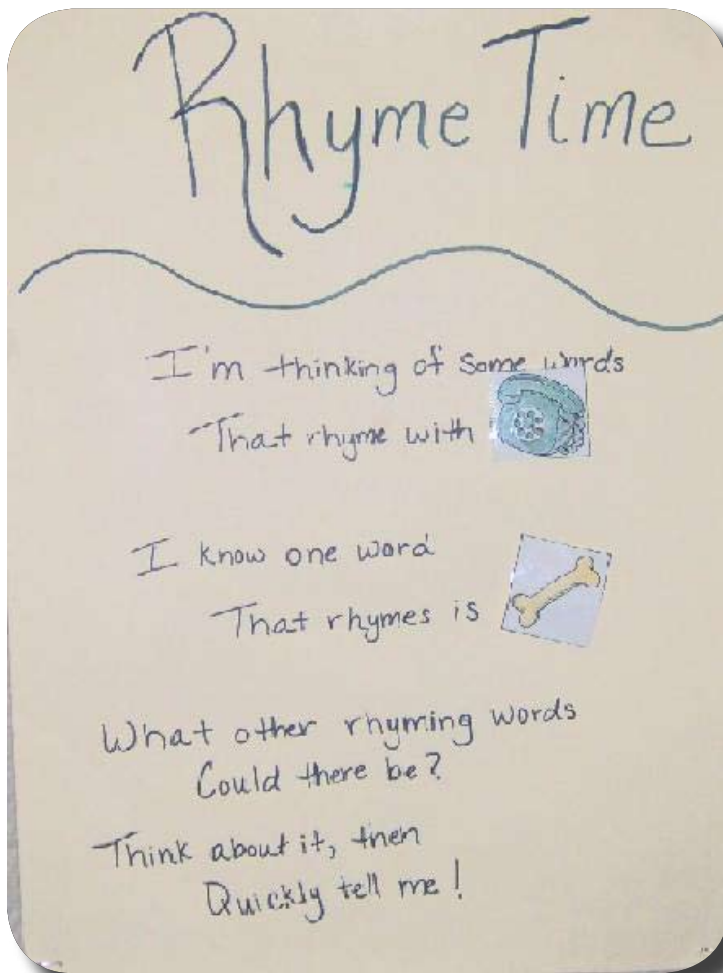 Rhyme Time
I'm thinking of some words
That rhyme with
I know one word
That rhymes is
What other rhyming words
Could there be?
Think about it, then
Quickly tell me!